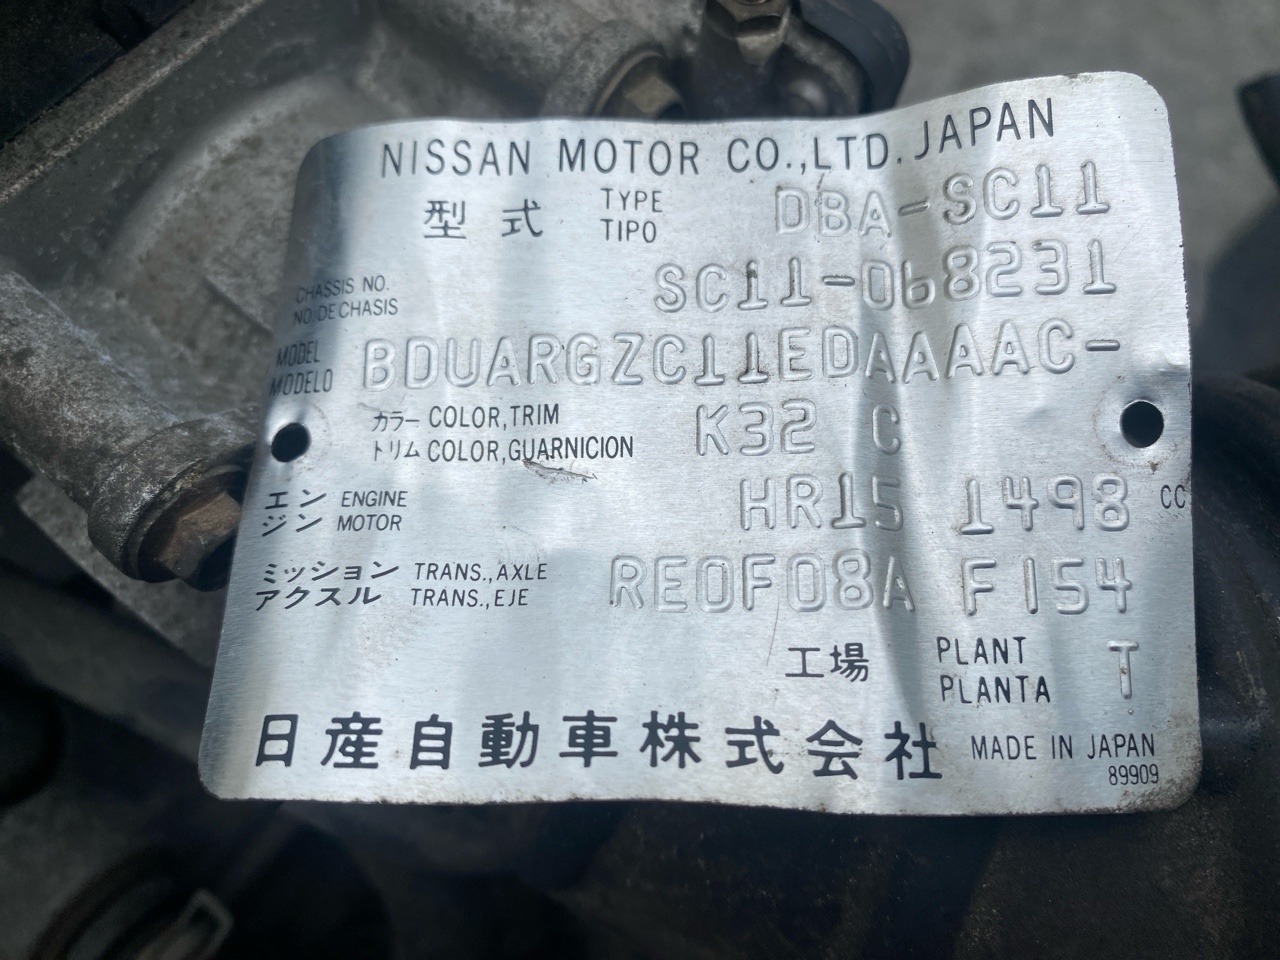 NISSAN MOTOR CO.,LTD. JAPAN
型式 TYPE TIPO DBA-SC11
CHASSIS NO.
NO. DE CHASIS SC11-068231
MODEL
MODELO BDUARGZC11EDAAAAAC-
カラー COLOR,TRIM
トリム COLOR,GUARNICION K32 C
エン ENGINE
ジン MOTOR HR15 1498 CC
ミッション TRANS.,AXLE
アクスル TRANS.,EJE RE0F08A F154
工場 PLANT
PLANTA T
日産自動車株式会社 MADE IN JAPAN
89909